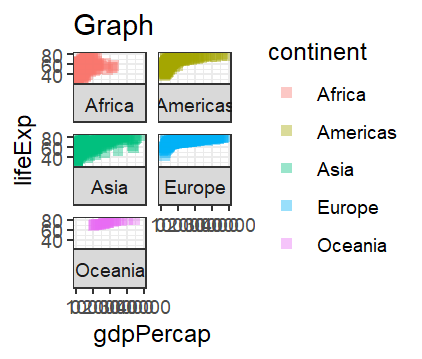 Graph
continent
80
60
40
Africa
Americas
80
60
40
Asia
Europe
80
60
40
Oceania
lifeExp
gdpPercap
Africa
Americas
Asia
Europe
Oceania